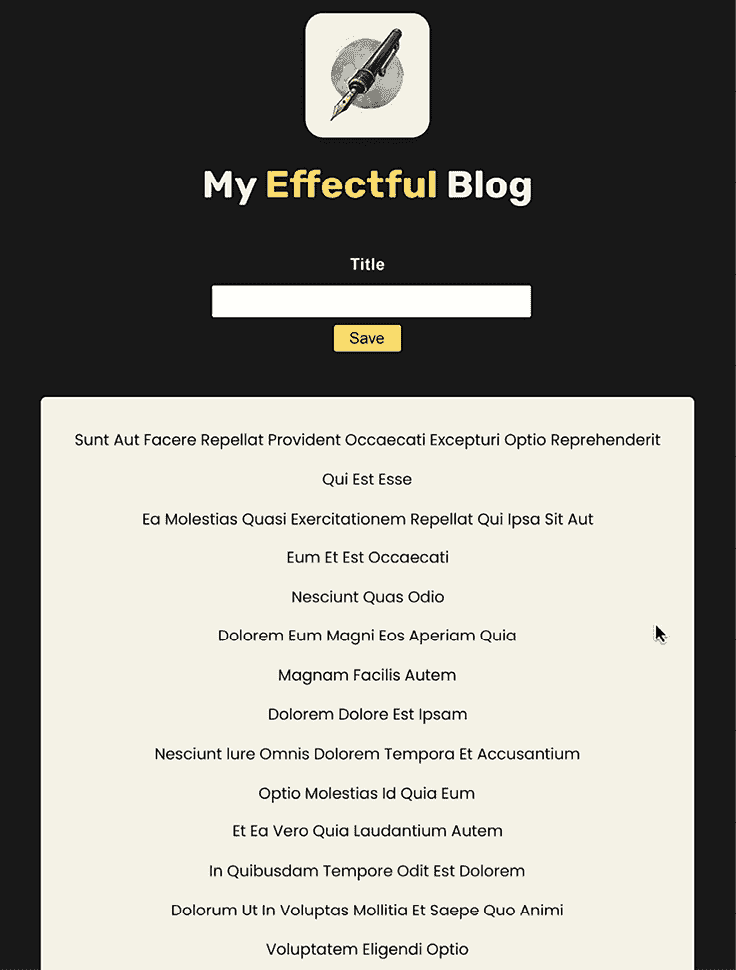 My Effectful Blog
Title
Save
Sunt Aut Facere Repellat Provident Occaecati Excepturi Optio Reprehenderit
Qui Est Esse
Ea Molestias Quasi Exercitationem Repellat Qui Ipsa Sit Aut
Eum Et Est Occaecati
Nesciunt Quas Odio
Dolorem Eum Magni Eos Aperiam Quia
Magnam Facilis Autem
Dolorem Dolore Est Ipsam
Nesciunt Iure Omnis Dolorem Tempora Et Accusantium
Optio Molestias Id Quia Eum
Et Ea Vero Quia Laudantium Autem
In Quibusdam Tempore Odit Est Dolorem
Dolorum Ut In Voluptas Mollitia Et Saepe Quo Animi
Voluptatem Eligendi Optio